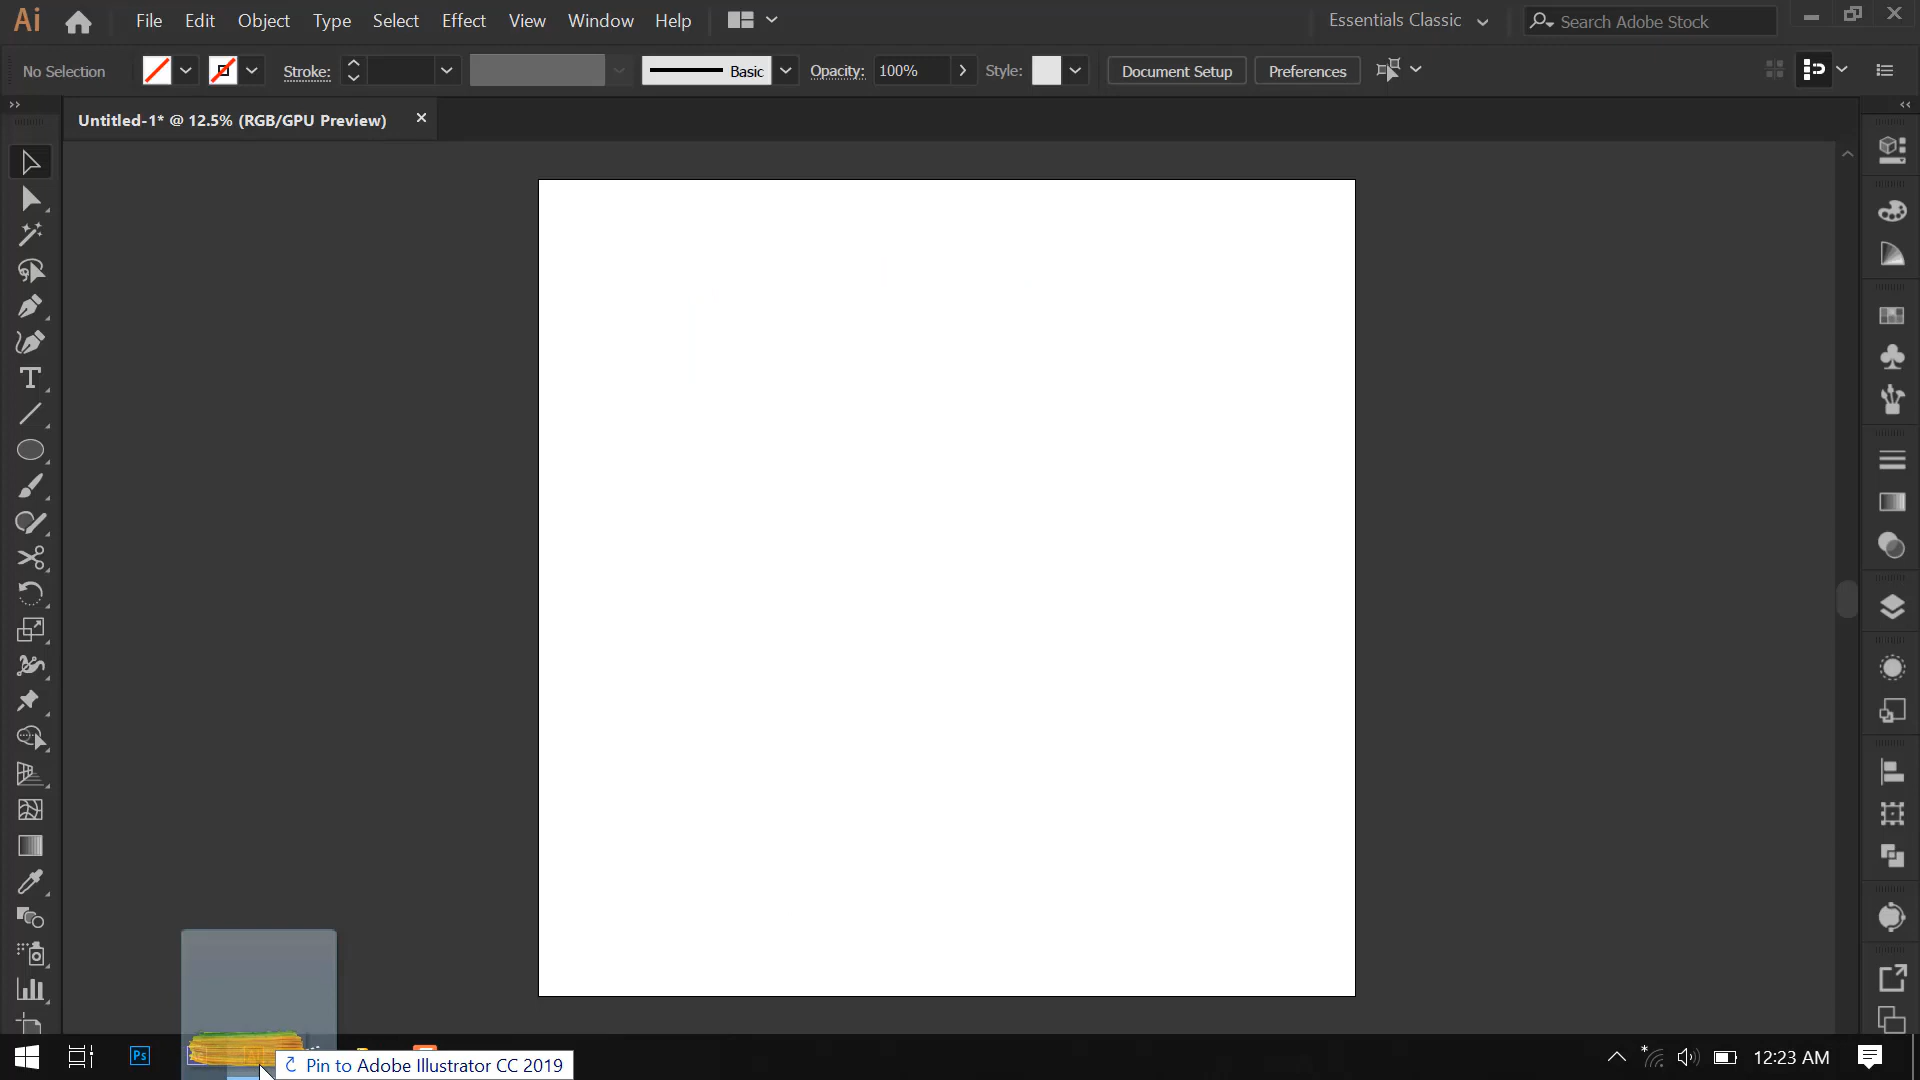 Ai File Edit Object Type Select Effect View Window Help Essentials Classic Search Adobe Stock
No Selection Stroke: Basic Opacity: 100% Style: Document Setup Preferences
Untitled-1* @ 12.5% (RGB/GPU Preview)
T
Ps
Pin to Adobe Illustrator CC 2019
12:23 AM